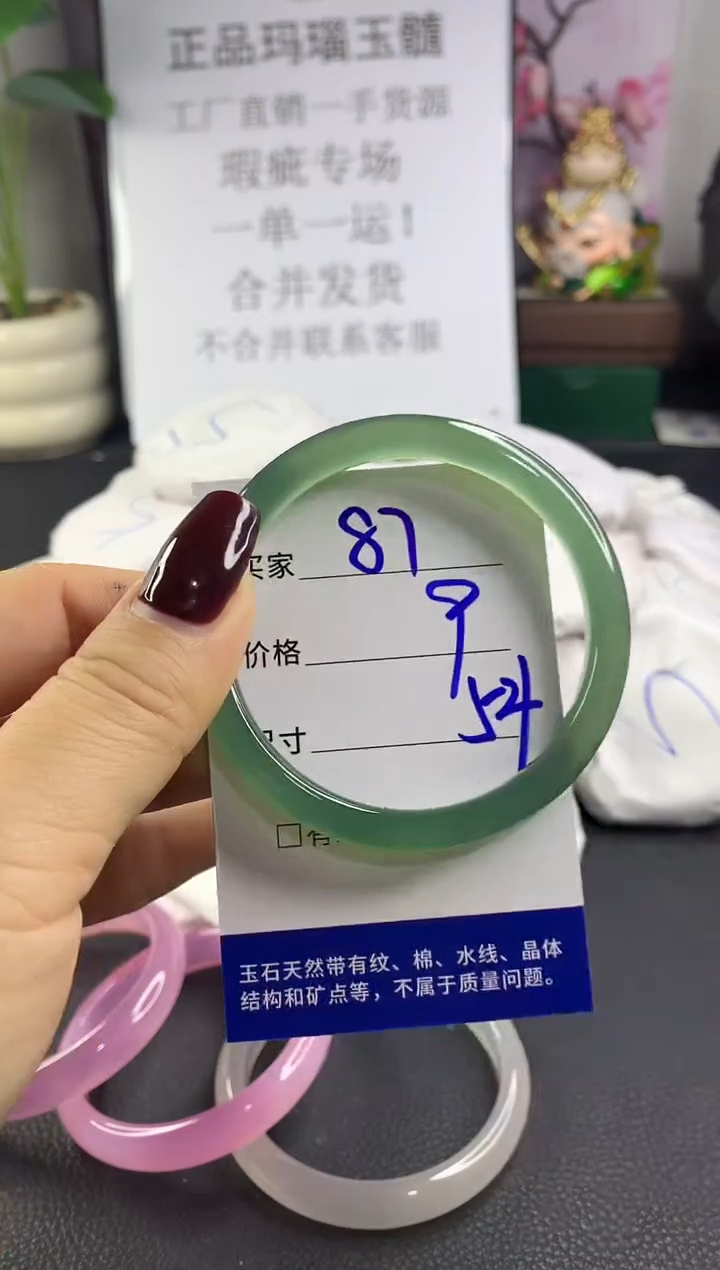 正品玛瑙玉髓
工厂直销一手货源
瑕疵专场
一单一运!
合并发货
不合并联系客服
买家 87
价格 9
尺寸 54
玉石天然带有纹、棉、水线、晶体
结构和矿点等，不属于质量问题。